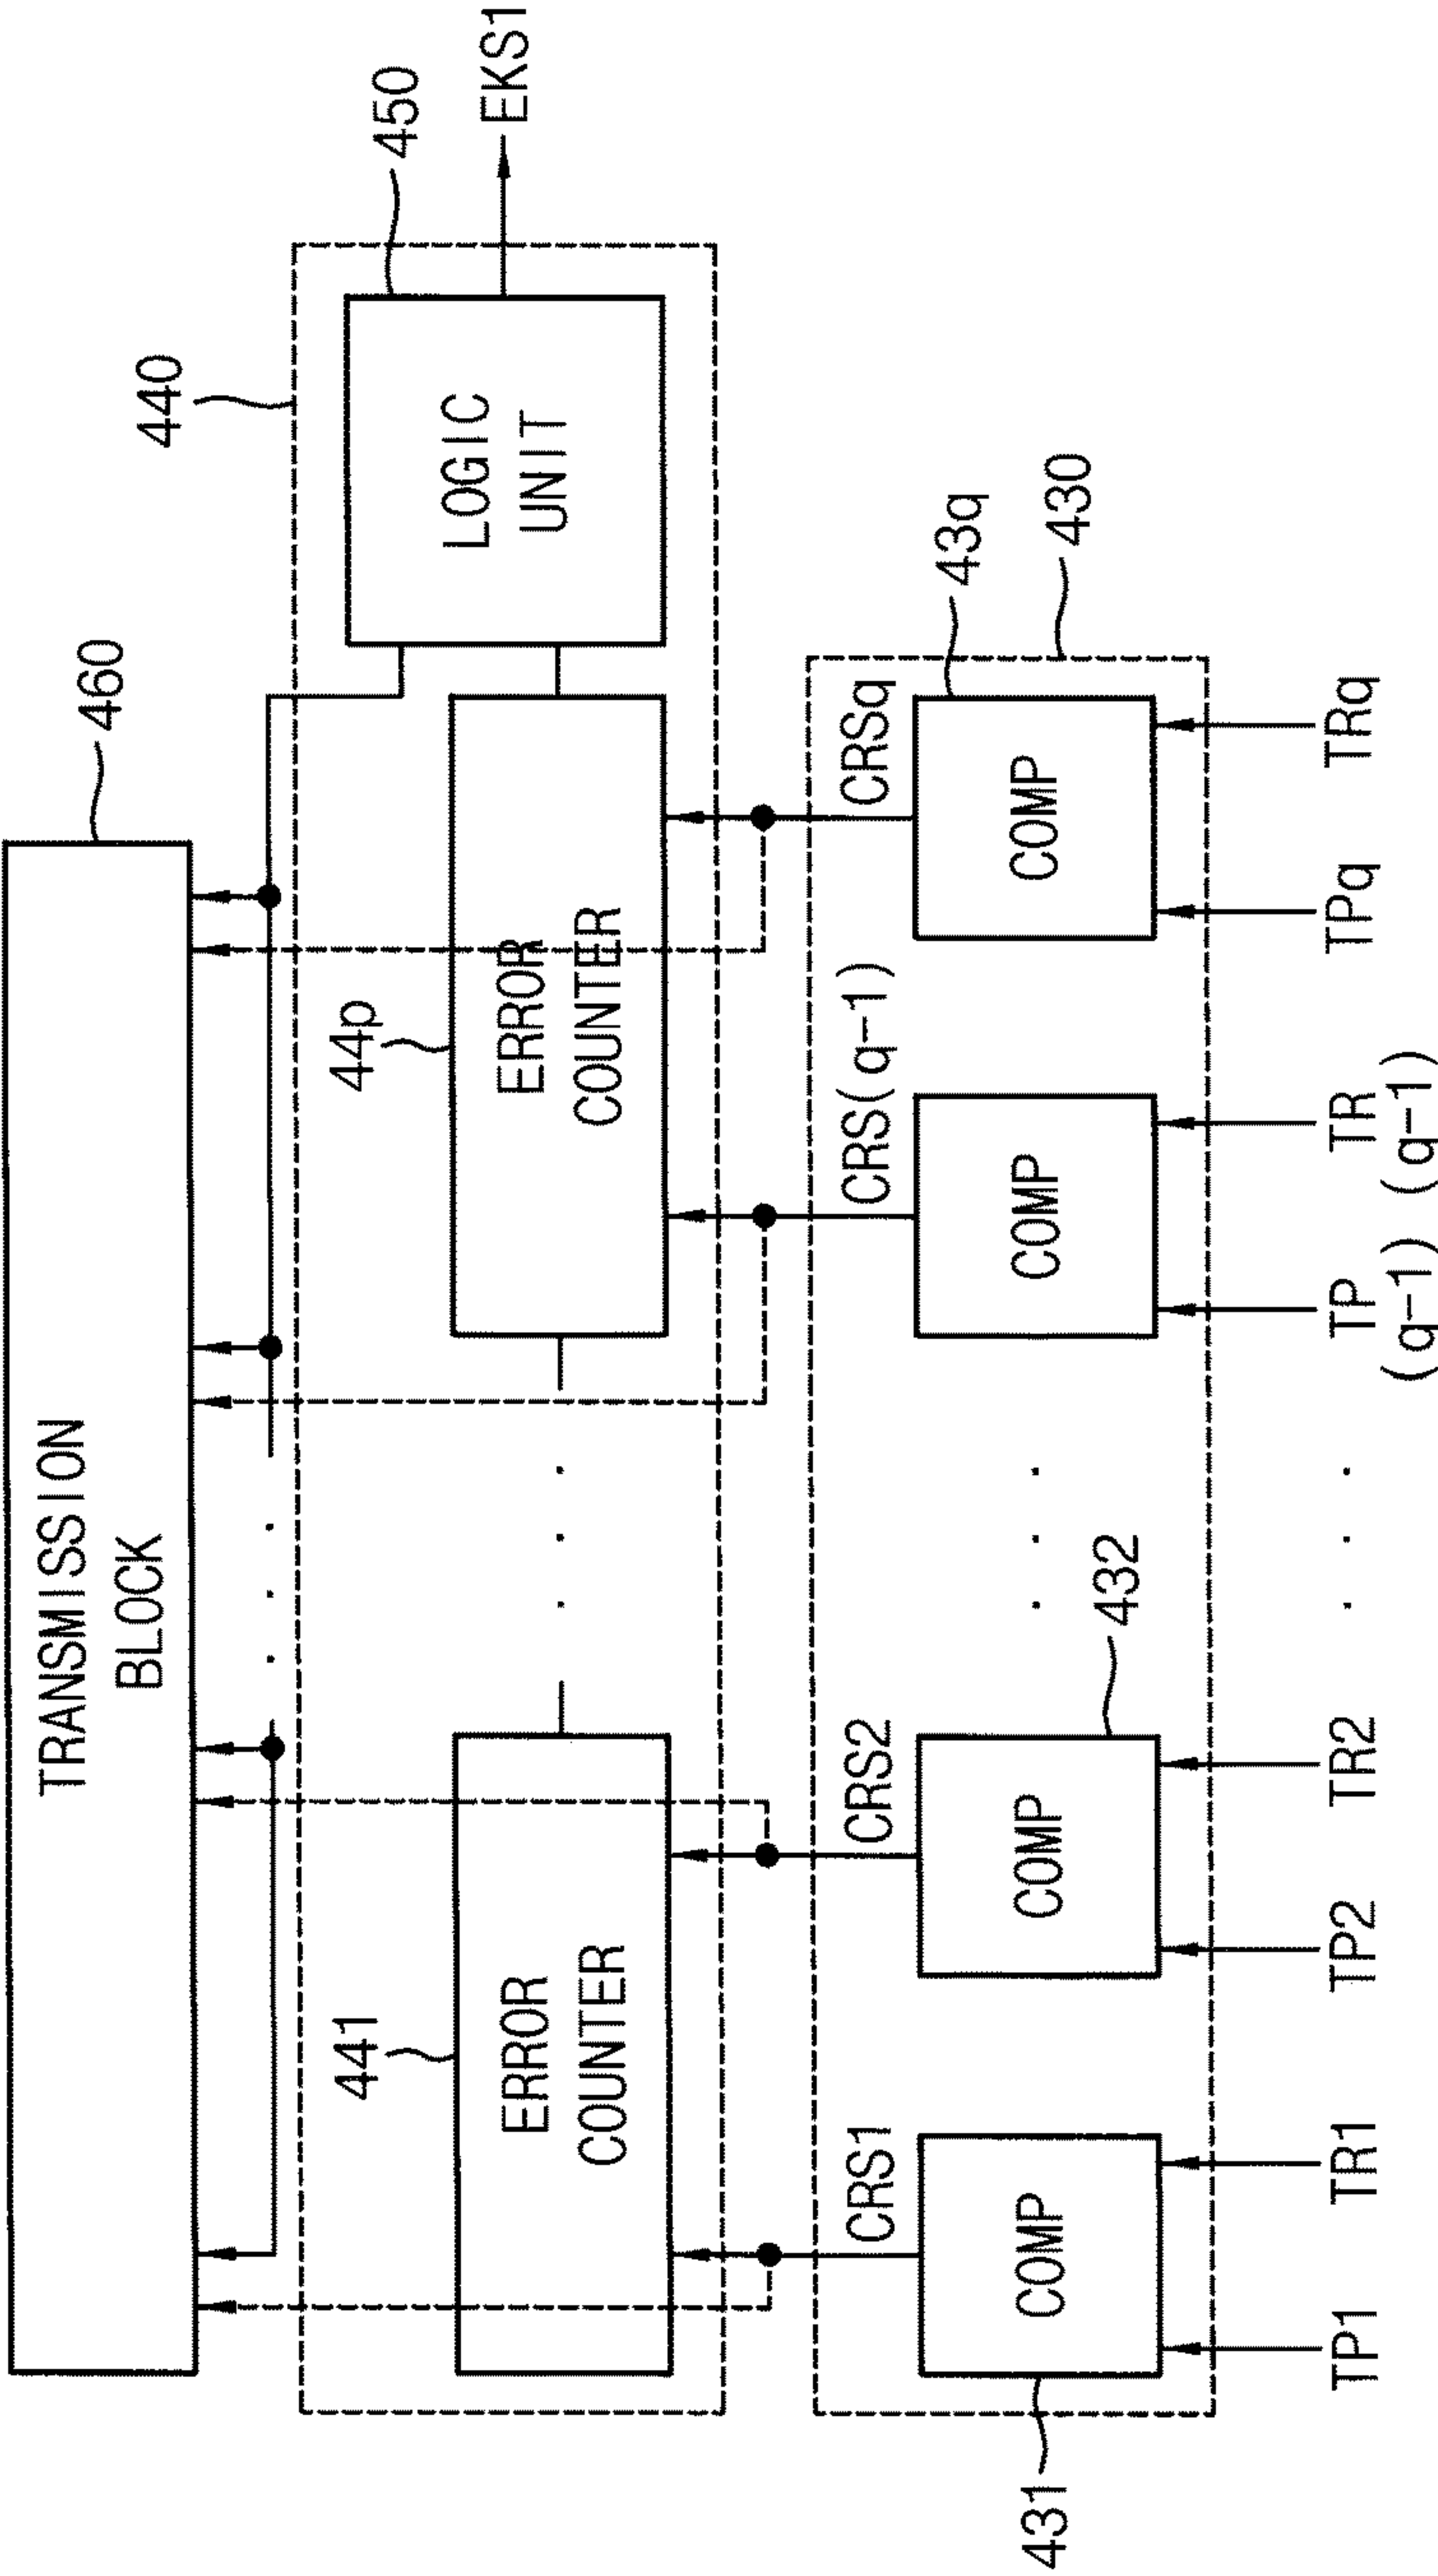 460
TRANSMISSION
BLOCK
440
450
EKS1
441
44p
LOGIC
UNIT
ERROR
COUNTER
ERROR
COUNTER
CRS1
CRS2
CRS(q-1)
CRSq
43q
430
431
COMP
COMP
432
COMP
COMP
TP1
TR1
TP2
TR2
TP
(q-1)
TR
(q-1)
TPq
TRq